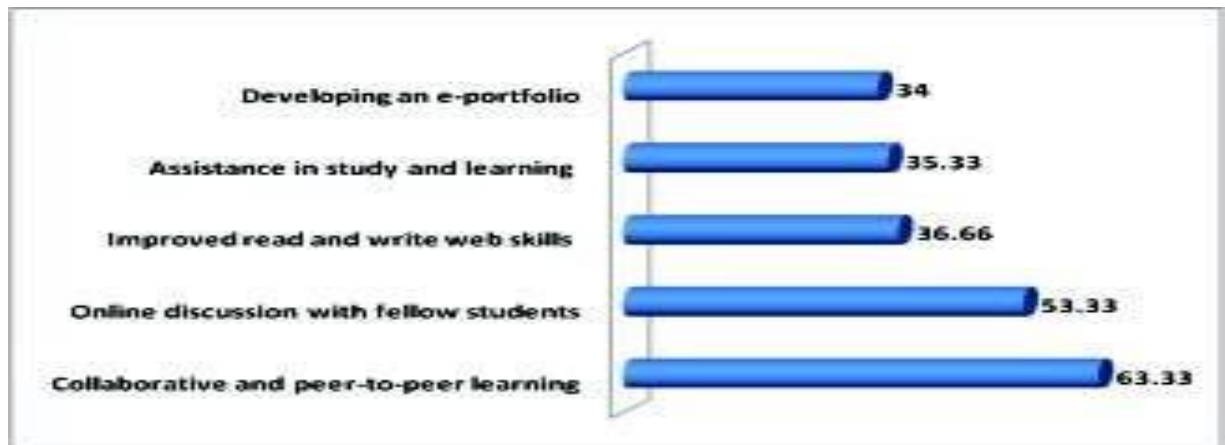 Developing an e-portfolio 34
Assistance in study and learning 35.33
Improved read and write web skills 36.66
Online discussion with fellow students 53.33
Collaborative and peer-to-peer learning 63.33